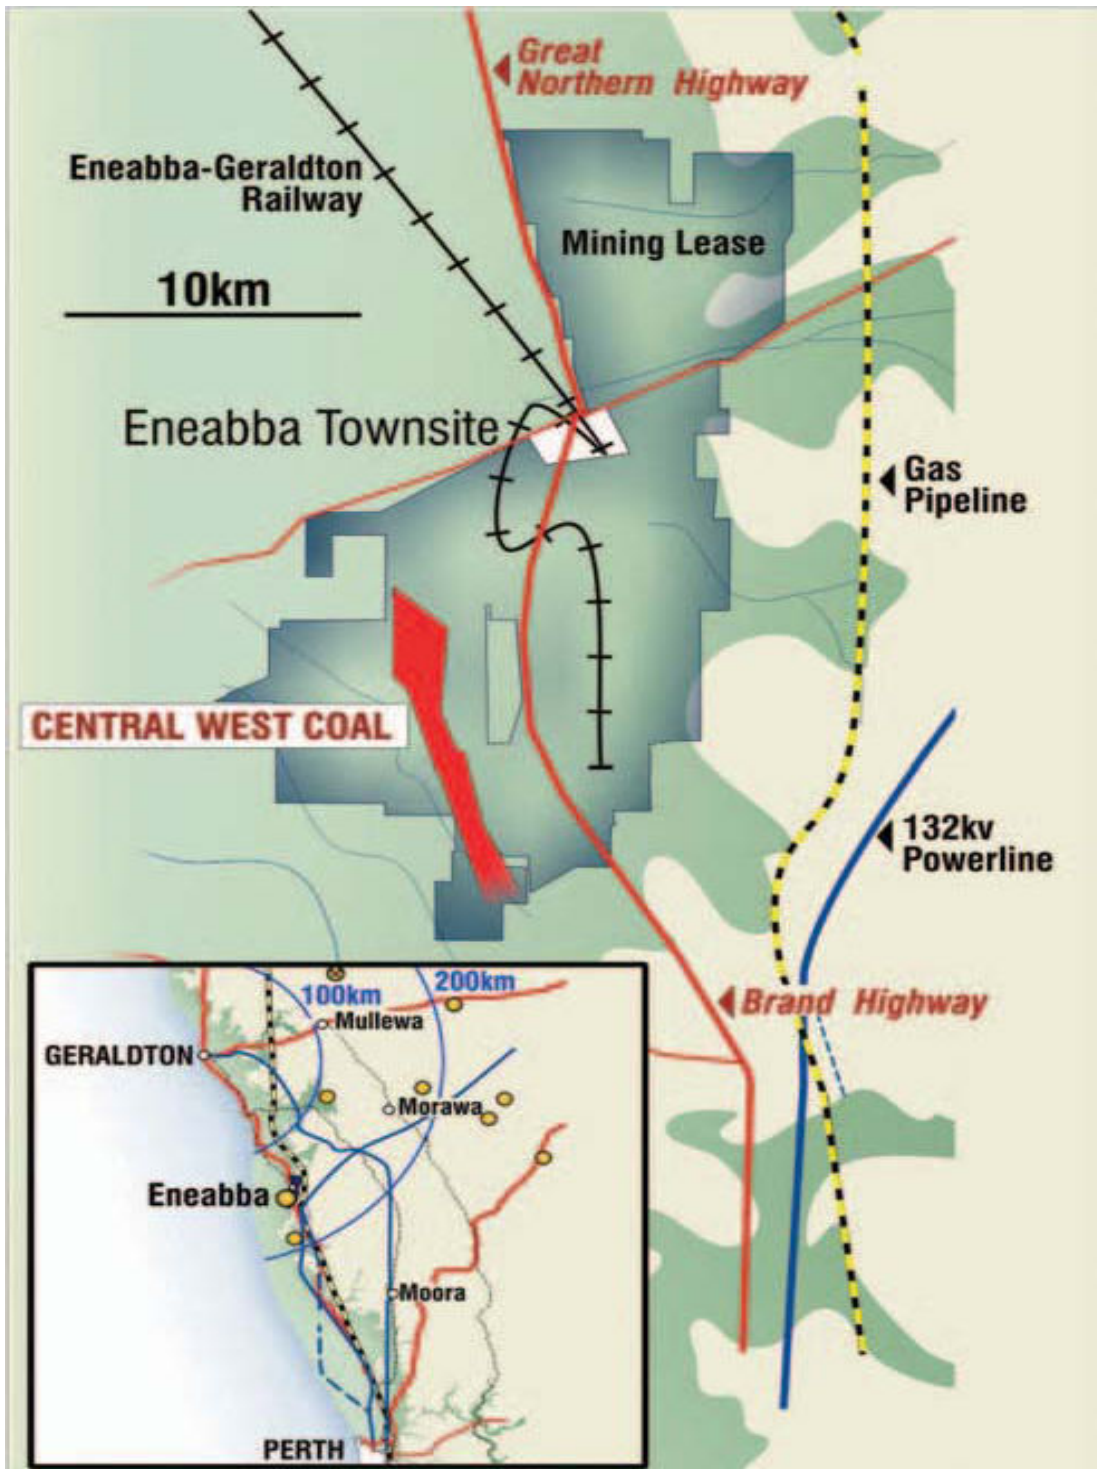 Great
Northern Highway
Eneabba-Geraldton
Railway
Mining Lease
10km
Eneabba Townsite
Gas
Pipeline
CENTRAL WEST COAL
132kv
Powerline
Brand Highway
100km
200km
Mullewa
GERALDTON
Morawa
Eneabba
Moora
PERTH